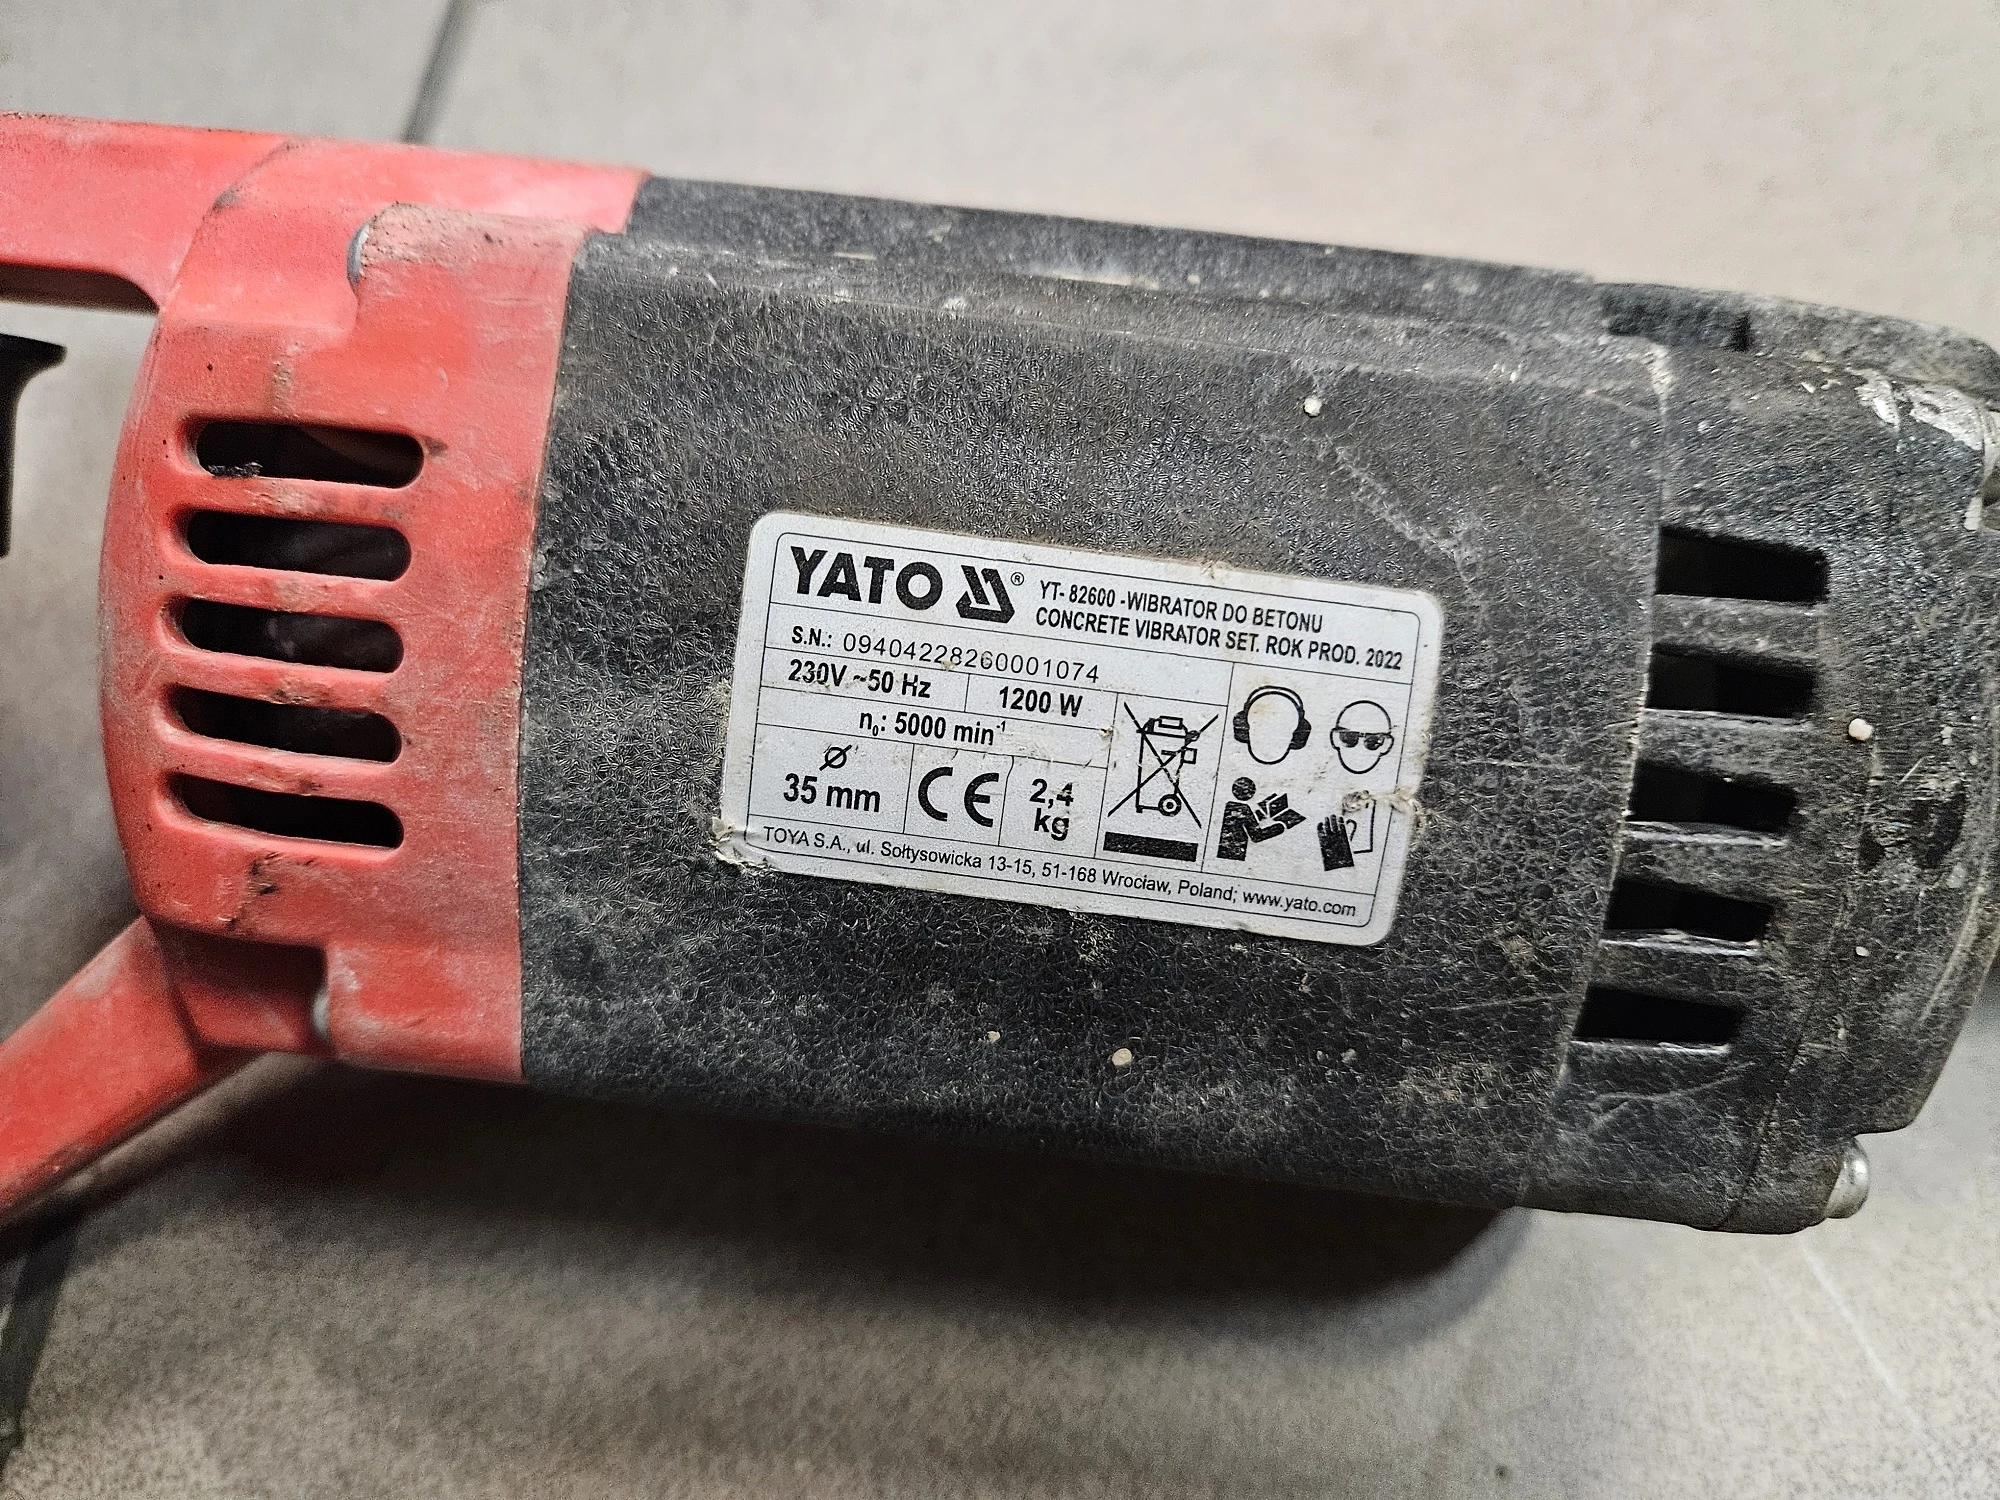 YATO ®
YT- 82600 -WIBRATOR DO BETONU
CONCRETE VIBRATOR SET. ROK PROD. 2022
S.N.: 09404228260001074
230V ~50 Hz
1200 W
n₀: 5000 min⁻¹
Ø
35 mm
CE
2,4
kg
TOYA S.A., ul. Sołtysowicka 13-15, 51-168 Wrocław, Poland; www.yato.com